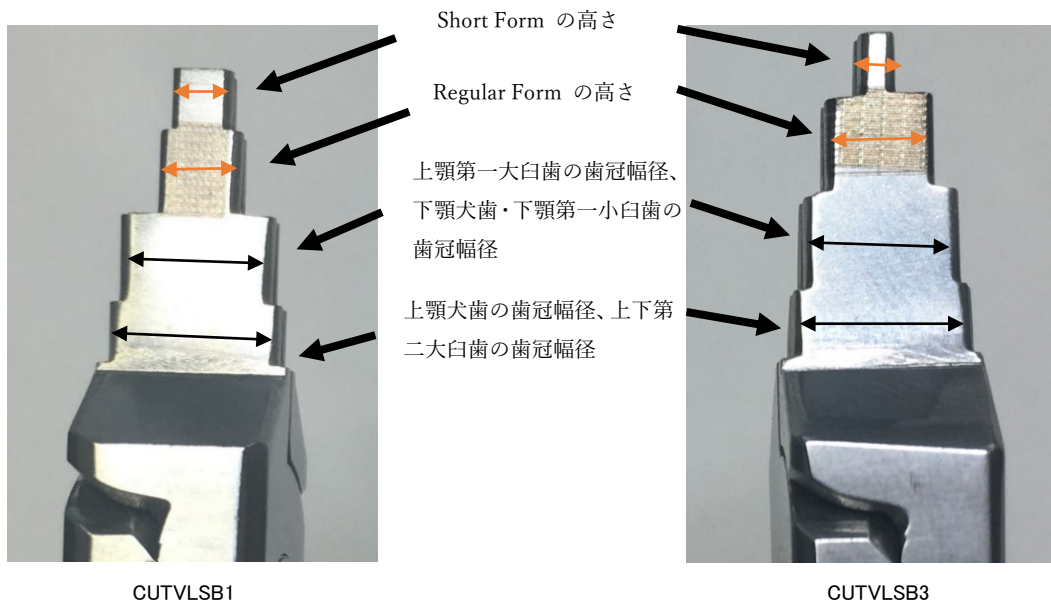 Short Form の高さ
Regular Form の高さ
上顎第一大臼歯の歯冠幅径、
下顎犬歯・下顎第一小臼歯の
歯冠幅径
上顎犬歯の歯冠幅径、上下第
二大臼歯の歯冠幅径
CUTVLSB1
CUTVLSB3